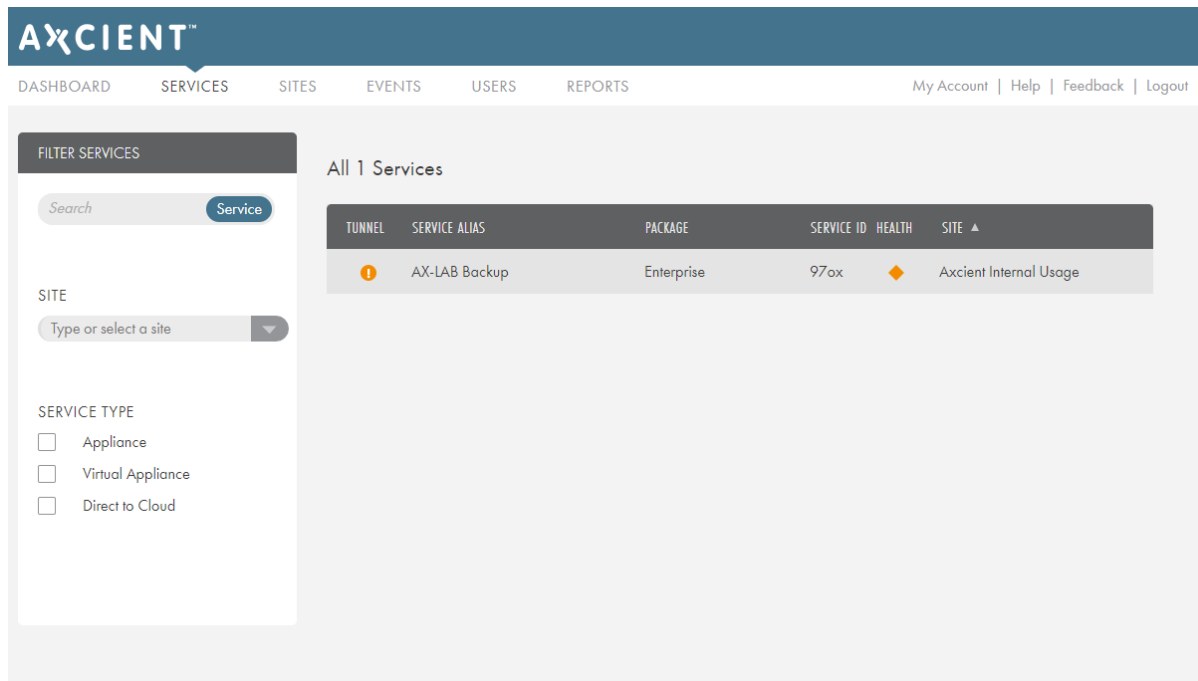 AXCIENT™
DASHBOARD SERVICES SITES EVENTS USERS REPORTS My Account | Help | Feedback | Logout
FILTER SERVICES
Search Service
SITE
Type or select a site
SERVICE TYPE
Appliance
Virtual Appliance
Direct to Cloud
All 1 Services
TUNNEL SERVICE ALIAS PACKAGE SERVICE ID HEALTH SITE ▲
AX-LAB Backup Enterprise 97ox Axcient Internal Usage